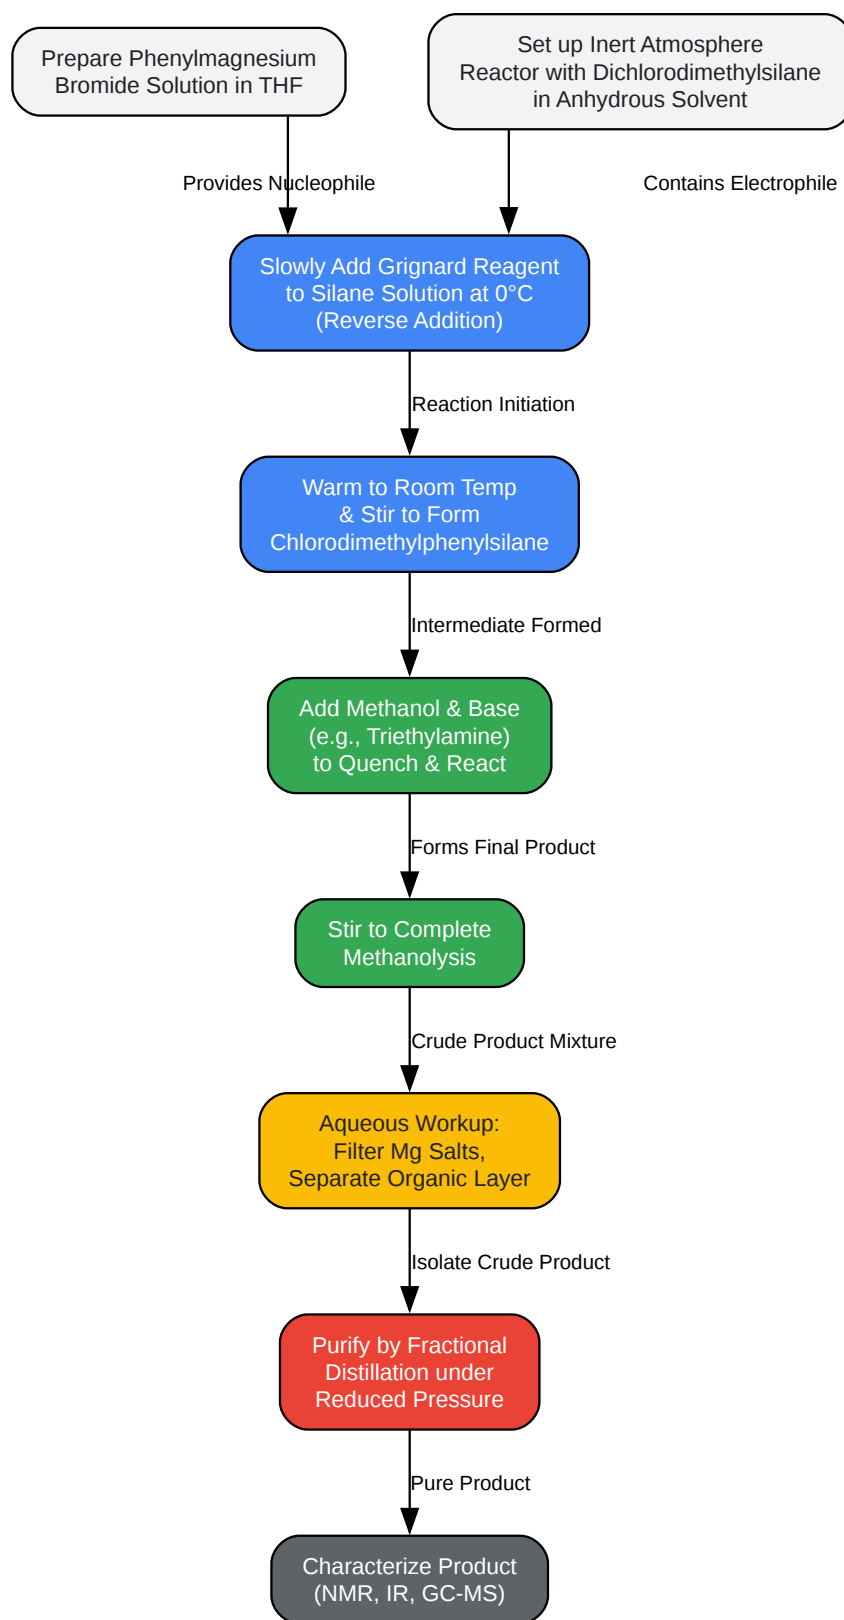 Prepare Phenylmagnesium
Bromide Solution in THF
Set up Inert Atmosphere
Reactor with Dichlorodimethylsilane
in Anhydrous Solvent
Provides Nucleophile
Contains Electrophile
Slowly Add Grignard Reagent
to Silane Solution at 0°C
(Reverse Addition)
Reaction Initiation
Warm to Room Temp
& Stir to Form
Chlorodimethylphenylsilane
Intermediate Formed
Add Methanol & Base
(e.g., Triethylamine)
to Quench & React
Forms Final Product
Stir to Complete
Methanolysis
Crude Product Mixture
Aqueous Workup:
Filter Mg Salts,
Separate Organic Layer
Isolate Crude Product
Purify by Fractional
Distillation under
Reduced Pressure
Pure Product
Characterize Product
(NMR, IR, GC-MS)